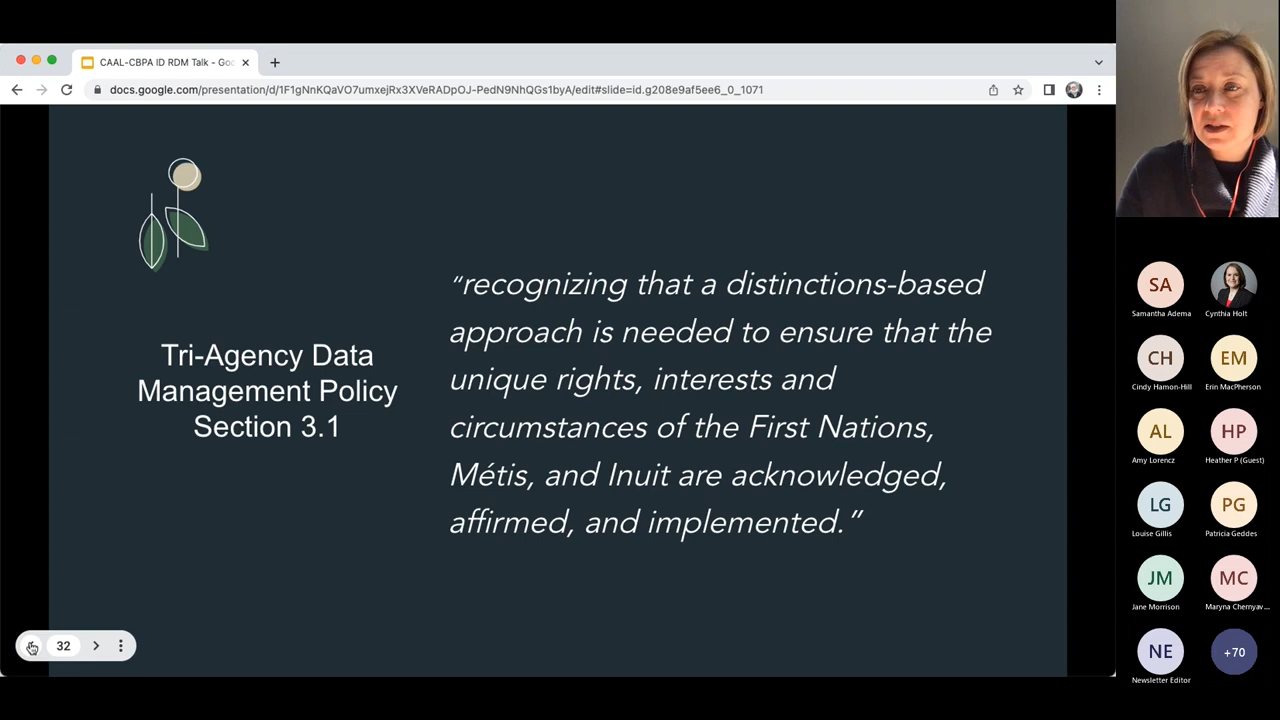 CAAL-CBPA ID RDM Talk - Goo
docs.google.com/presentation/d/1F1gNnKQaVO7umxejRx3XVeRADpOJ-PedN9NhQGs1byA/edit#slide=id.g208e9af5ee6_0_1071
Tri-Agency Data
Management Policy
Section 3.1
“recognizing that a distinctions-based
approach is needed to ensure that the
unique rights, interests and
circumstances of the First Nations,
Métis, and Inuit are acknowledged,
affirmed, and implemented.”
32
SA
Samantha Adema
Cynthia Holt
CH
Cindy Hamon-Hill
EM
Erin MacPherson
AL
Amy Lorencz
HP
Heather P (Guest)
LG
Louise Gillis
PG
Patricia Geddes
JM
Jane Morrison
MC
Maryna Chernyav...
NE
Newsletter Editor
+70